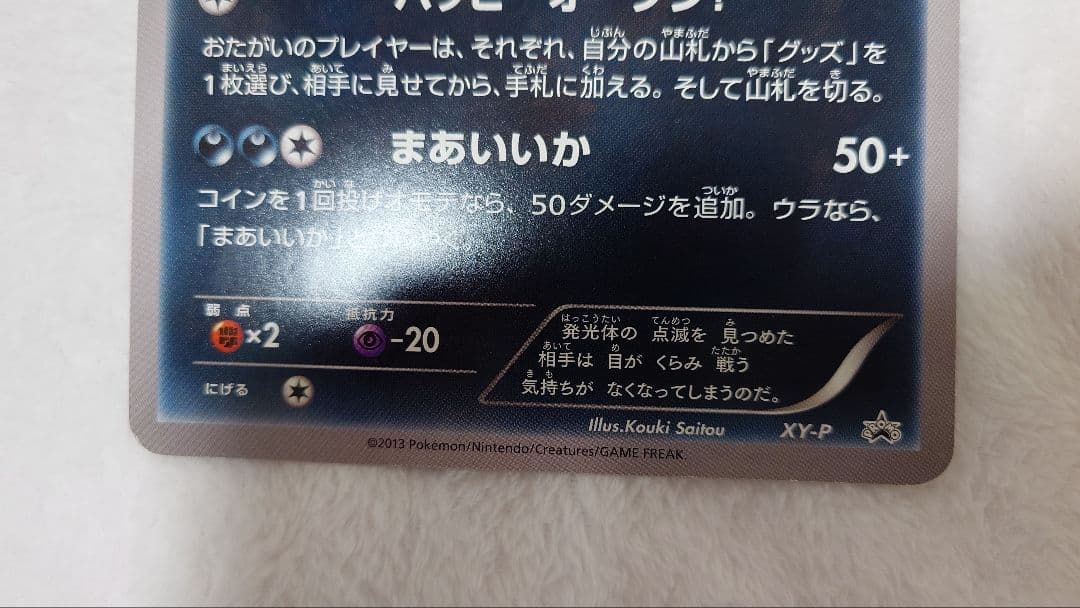 おたがいのプレイヤーは、それぞれ、自分の山札から「グッズ」を
1枚選び、相手に見せてから、手札に加える。そして山札を切る。
まあいいか 50+
コインを1回投げオモテなら、50ダメージを追加。ウラなら、
「まあいいか」と
弱点 抵抗力
×2 -20
発光体の 点滅を 見つめた
相手は 目が くらみ 戦う
気持ちが なくなってしまうのだ。
にげる
Illus.Kouki Saitou XY-P PROMO
©2013 Pokémon/Nintendo/Creatures/GAME FREAK.